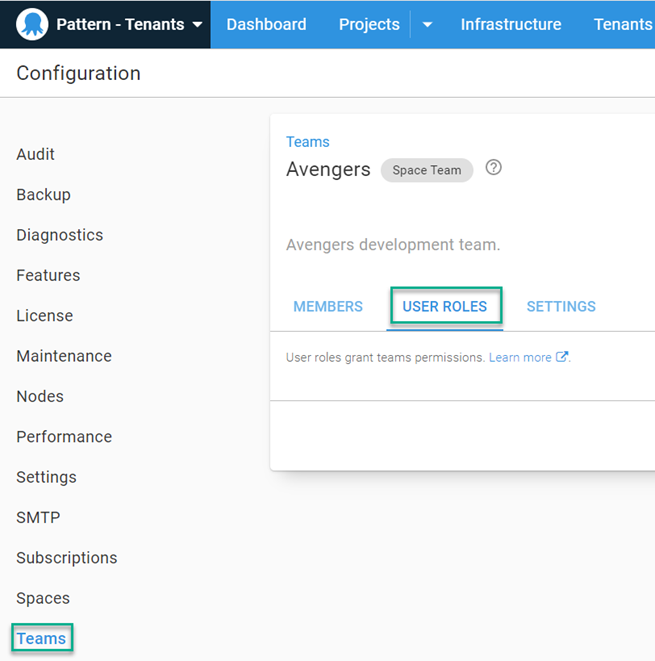 Pattern - Tenants Dashboard Projects Infrastructure Tenants
Configuration
Audit
Backup
Diagnostics
Features
License
Maintenance
Nodes
Performance
Settings
SMTP
Subscriptions
Spaces
Teams
Teams
Avengers Space Team ?
Avengers development team.
MEMBERS USER ROLES SETTINGS
User roles grant teams permissions. Learn more .